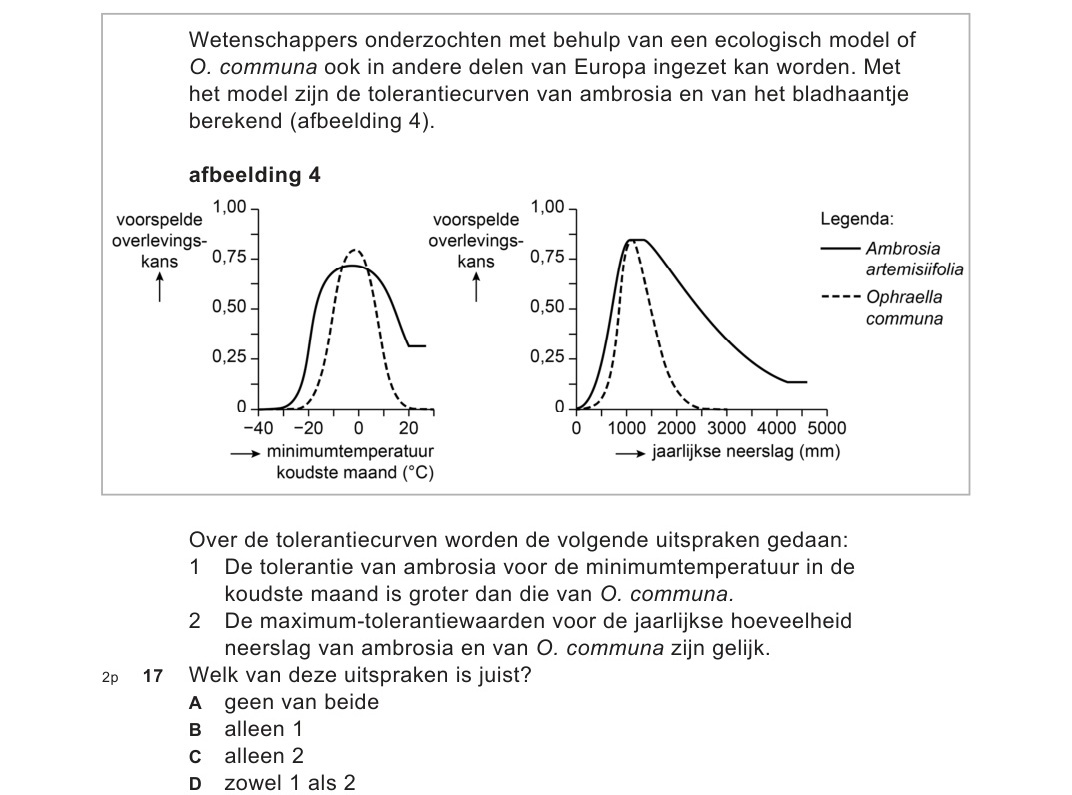 Wetenschappers onderzochten met behulp van een ecologisch model of
O. communa ook in andere delen van Europa ingezet kan worden. Met
het model zijn de tolerantiecurven van ambrosia en van het bladhaantje
berekend (afbeelding 4).
afbeelding 4
voorspelde
overlevings-
kans
1,00
0,75
0,50
0,25
0
−40 −20 0 20
minimumtemperatuur
koudste maand (°C)
voorspelde
overlevings-
kans
1,00
0,75
0,50
0,25
0
0 1000 2000 3000 4000 5000
jaarlijkse neerslag (mm)
Legenda:
Ambrosia
artemisiifolia
Ophraella
communa
Over de tolerantiecurven worden de volgende uitspraken gedaan:
1 De tolerantie van ambrosia voor de minimumtemperatuur in de
koudste maand is groter dan die van O. communa.
2 De maximum-tolerantiewaarden voor de jaarlijkse hoeveelheid
neerslag van ambrosia en van O. communa zijn gelijk.
2p 17 Welk van deze uitspraken is juist?
A geen van beide
B alleen 1
C alleen 2
D zowel 1 als 2